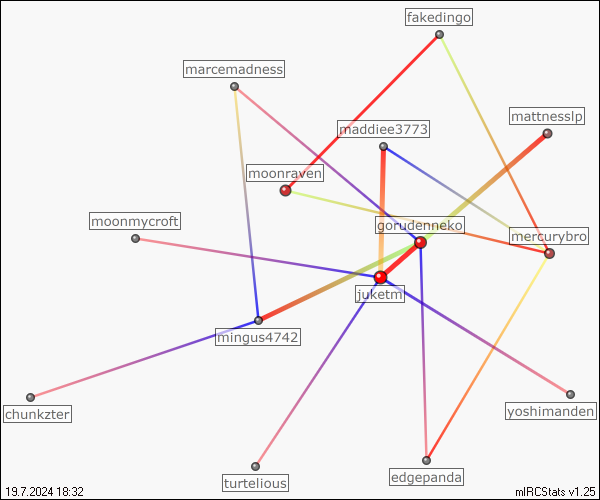 fakedingo
marcemadness
mattnesslp
maddiee3773
moonraven
moonmycroft
gorudenneko
mercurybro
juketm
mingus4742
chunkzter
yoshimanden
edgepanda
turtelious
19.7.2024 18:32
mIRCStats v1.25